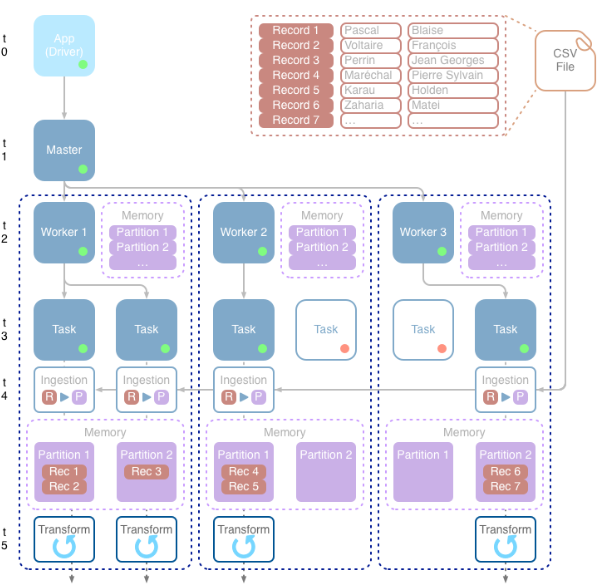 t
0
App
(Driver)
Record 1 Pascal Blaise
Record 2 Voltaire François
Record 3 Perrin Jean Georges
Record 4 Maréchal Pierre Sylvain
Record 5 Karau Holden
Record 6 Zaharia Matei
Record 7 ... ...
CSV
File
t
1
Master
t
2
Worker 1
Memory
Partition 1
Partition 2
...
Worker 2
Memory
Partition 1
Partition 2
...
Worker 3
Memory
Partition 1
Partition 2
...
t
3
Task Task Task Task Task Task
t
4
Ingestion Ingestion Ingestion Ingestion
R P R P R P R P
Memory
Partition 1 Partition 2
Rec 1 Rec 3
Rec 2
Memory
Partition 1 Partition 2
Rec 4
Rec 5
Memory
Partition 1 Partition 2
Rec 6
Rec 7
t
5
Transform Transform Transform Transform